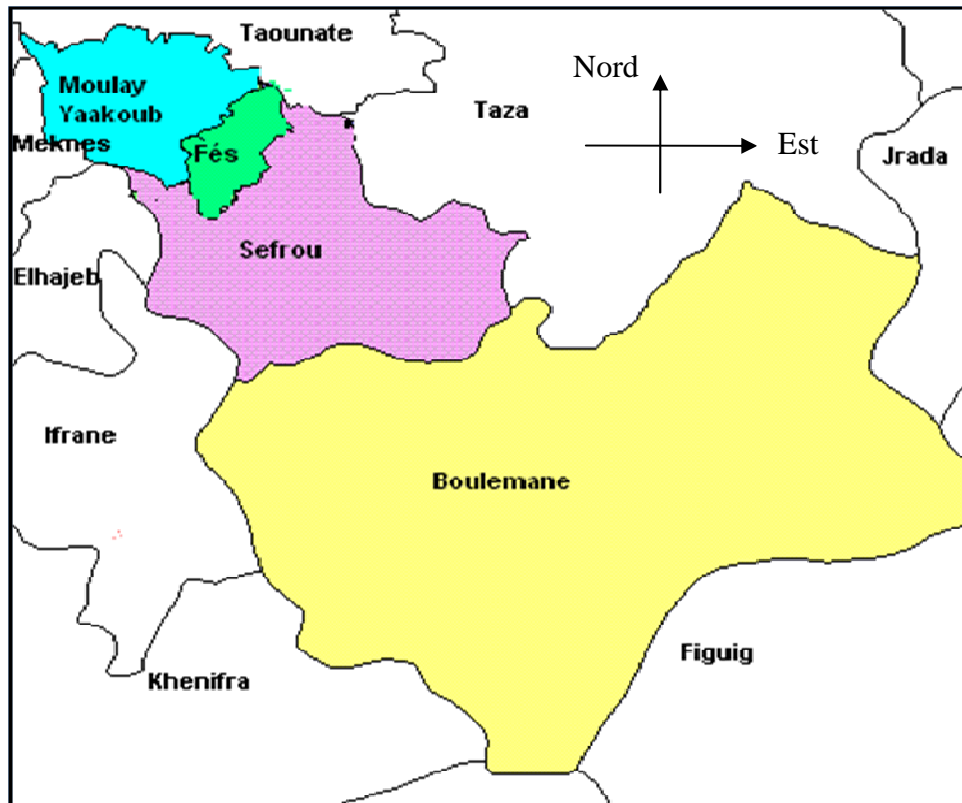 Taounate
Nord
Moulay
Yaakoub
Taza
Meknes
Fés
Est
Jrada
Sefrou
Elhajeb
Ifrane
Boulemane
Figuig
Khenifra